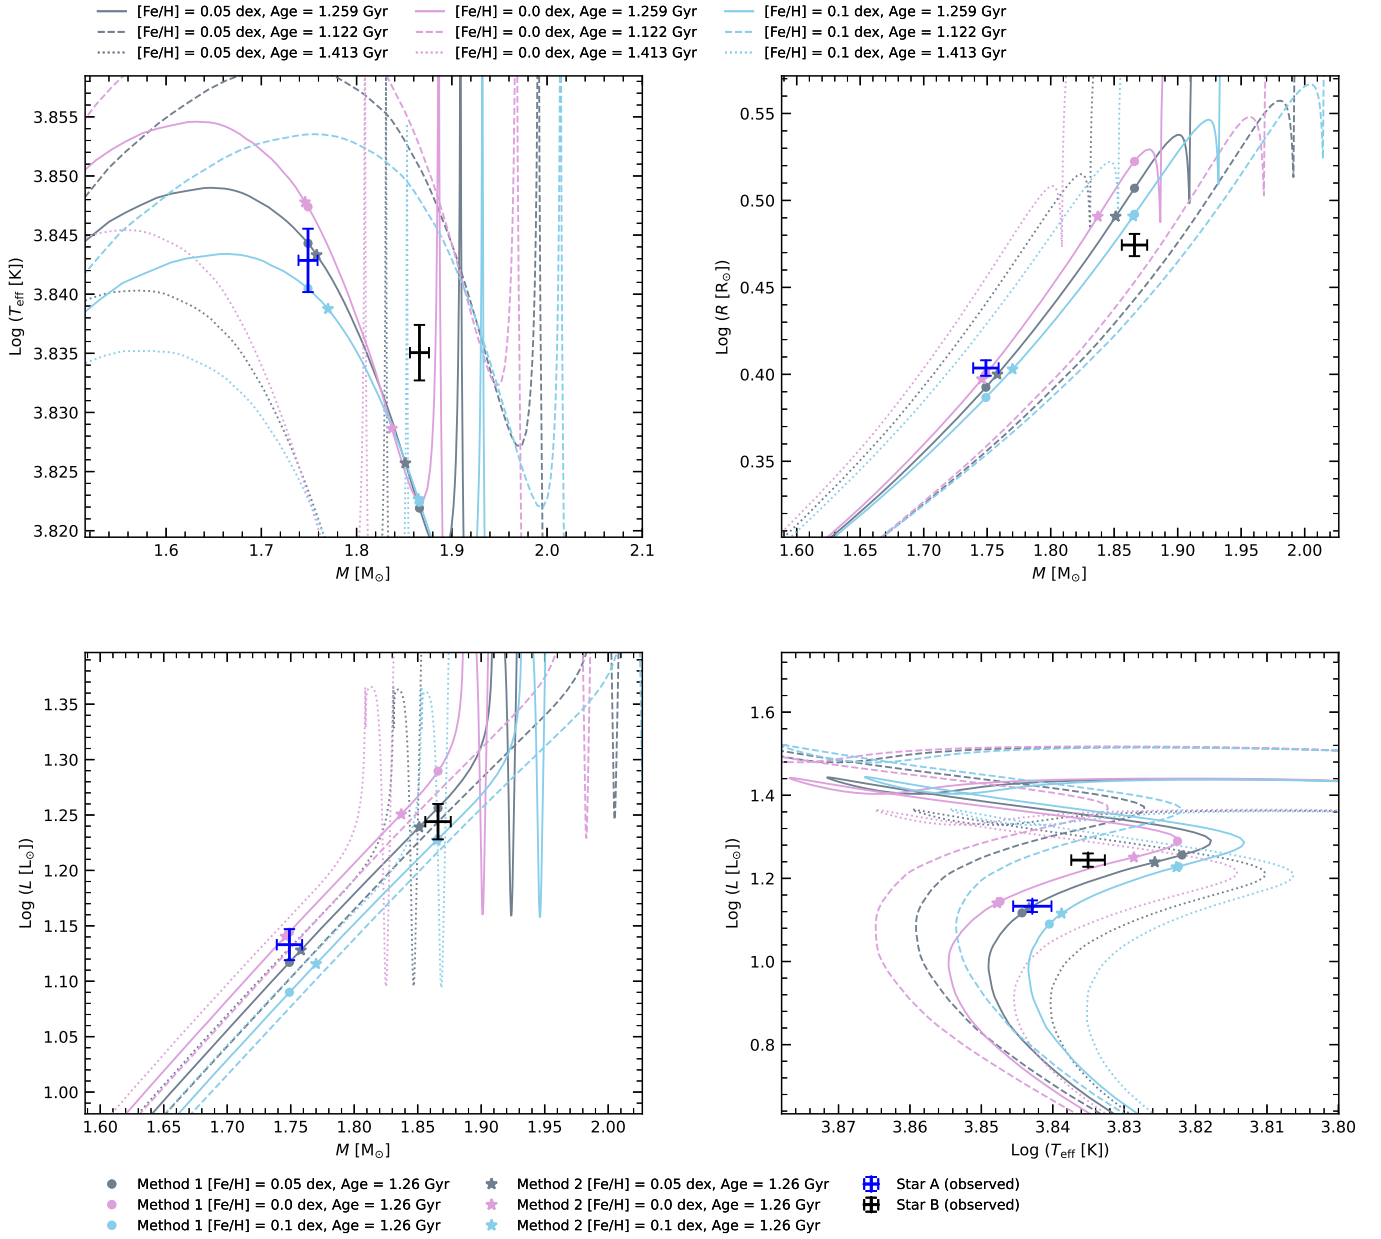 [Fe/H] = 0.05 dex, Age = 1.259 Gyr
[Fe/H] = 0.05 dex, Age = 1.122 Gyr
[Fe/H] = 0.05 dex, Age = 1.413 Gyr
[Fe/H] = 0.0 dex, Age = 1.259 Gyr
[Fe/H] = 0.0 dex, Age = 1.122 Gyr
[Fe/H] = 0.0 dex, Age = 1.413 Gyr
[Fe/H] = 0.1 dex, Age = 1.259 Gyr
[Fe/H] = 0.1 dex, Age = 1.122 Gyr
[Fe/H] = 0.1 dex, Age = 1.413 Gyr
3.855
3.850
3.845
3.840
3.835
3.830
3.825
3.820
Log (T_eff [K])
1.6 1.7 1.8 1.9 2.0 2.1
M [M⊙]
0.55
0.50
0.45
0.40
0.35
Log (R [R⊙])
1.60 1.65 1.70 1.75 1.80 1.85 1.90 1.95 2.00
M [M⊙]
1.35
1.30
1.25
1.20
1.15
1.10
1.05
1.00
Log (L [L⊙])
1.60 1.65 1.70 1.75 1.80 1.85 1.90 1.95 2.00
M [M⊙]
1.6
1.4
1.2
1.0
0.8
Log (L [L⊙])
3.87 3.86 3.85 3.84 3.83 3.82 3.81 3.80
Log (T_eff [K])
Method 1 [Fe/H] = 0.05 dex, Age = 1.26 Gyr
Method 1 [Fe/H] = 0.0 dex, Age = 1.26 Gyr
Method 1 [Fe/H] = 0.1 dex, Age = 1.26 Gyr
Method 2 [Fe/H] = 0.05 dex, Age = 1.26 Gyr
Method 2 [Fe/H] = 0.0 dex, Age = 1.26 Gyr
Method 2 [Fe/H] = 0.1 dex, Age = 1.26 Gyr
Star A (observed)
Star B (observed)